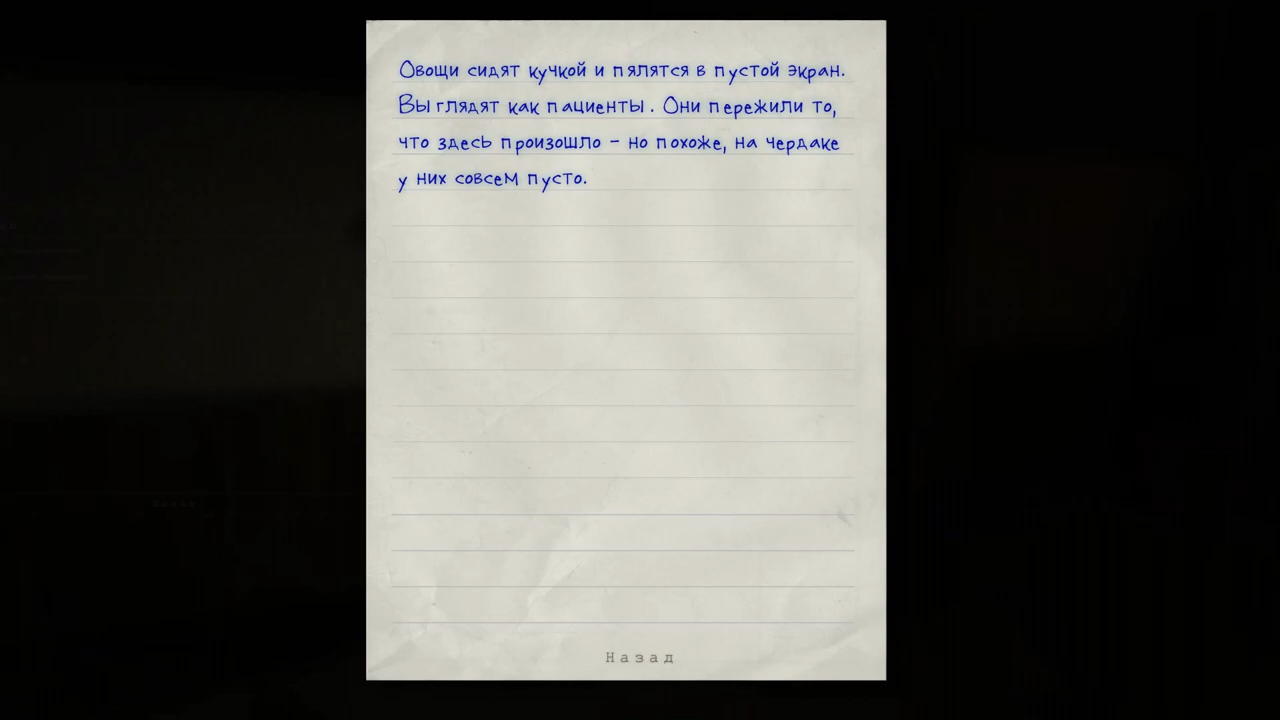 Овощи сидят кучкой и пялятся в пустой экран.
Выглядят как пациенты. Они пережили то,
что здесь произошло - но похоже, на чердаке
у них совсем пусто.
Назад